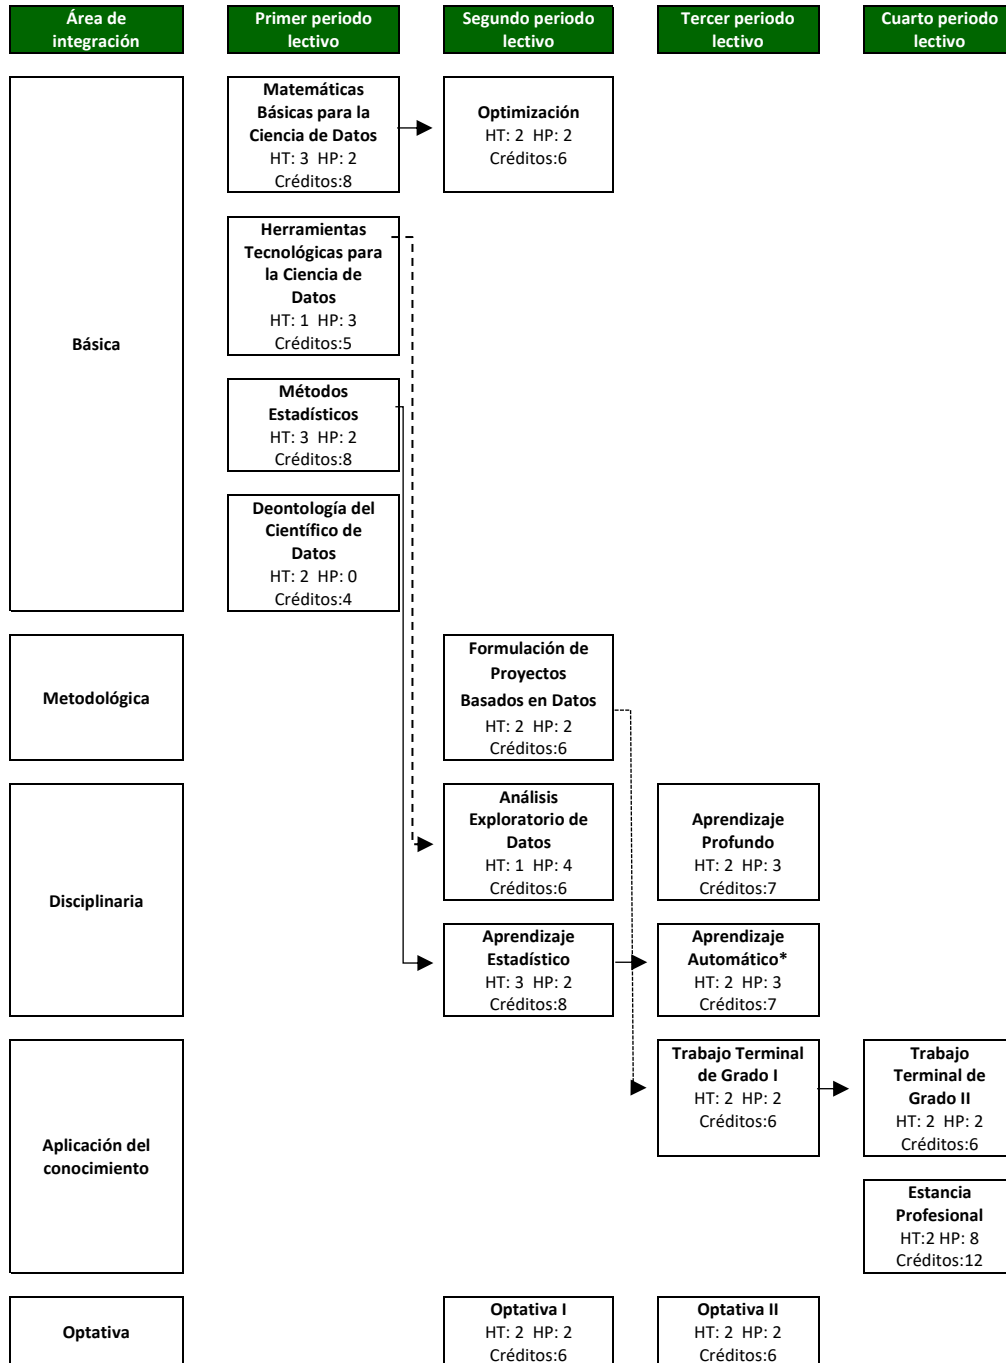 Área de
integración
Primer periodo
lectivo
Segundo periodo
lectivo
Tercer periodo
lectivo
Cuarto periodo
lectivo
Básica
Matemáticas
Básicas para la
Ciencia de Datos
HT: 3 HP: 2
Créditos:8
Optimización
HT: 2 HP: 2
Créditos:6
Herramientas
Tecnológicas para
la Ciencia de
Datos
HT: 1 HP: 3
Créditos:5
Métodos
Estadísticos
HT: 3 HP: 2
Créditos:8
Deontología del
Científico de
Datos
HT: 2 HP: 0
Créditos:4
Metodológica
Formulación de
Proyectos
Basados en Datos
HT: 2 HP: 2
Créditos:6
Disciplinaria
Análisis
Exploratorio de
Datos
HT: 1 HP: 4
Créditos:6
Aprendizaje
Profundo
HT: 2 HP: 3
Créditos:7
Aprendizaje
Estadístico
HT: 3 HP: 2
Créditos:8
Aprendizaje
Automático*
HT: 2 HP: 3
Créditos:7
Aplicación del
conocimiento
Trabajo Terminal
de Grado I
HT: 2 HP: 2
Créditos:6
Trabajo
Terminal de
Grado II
HT: 2 HP: 2
Créditos:6
Estancia
Profesional
HT:2 HP: 8
Créditos:12
Optativa
Optativa I
HT: 2 HP: 2
Créditos:6
Optativa II
HT: 2 HP: 2
Créditos:6